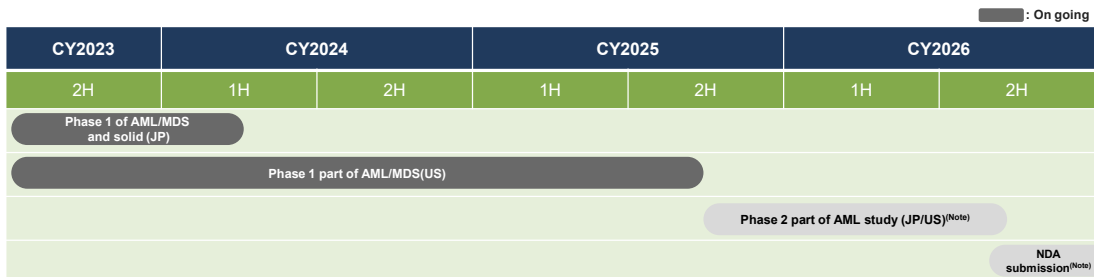 : On going
CY2023 CY2024 CY2025 CY2026
2H 1H 2H 1H 2H 1H 2H
Phase 1 of AML/MDS
and solid (JP)
Phase 1 part of AML/MDS(US)
Phase 2 part of AML study (JP/US)(Note)
NDA
submission(Note)